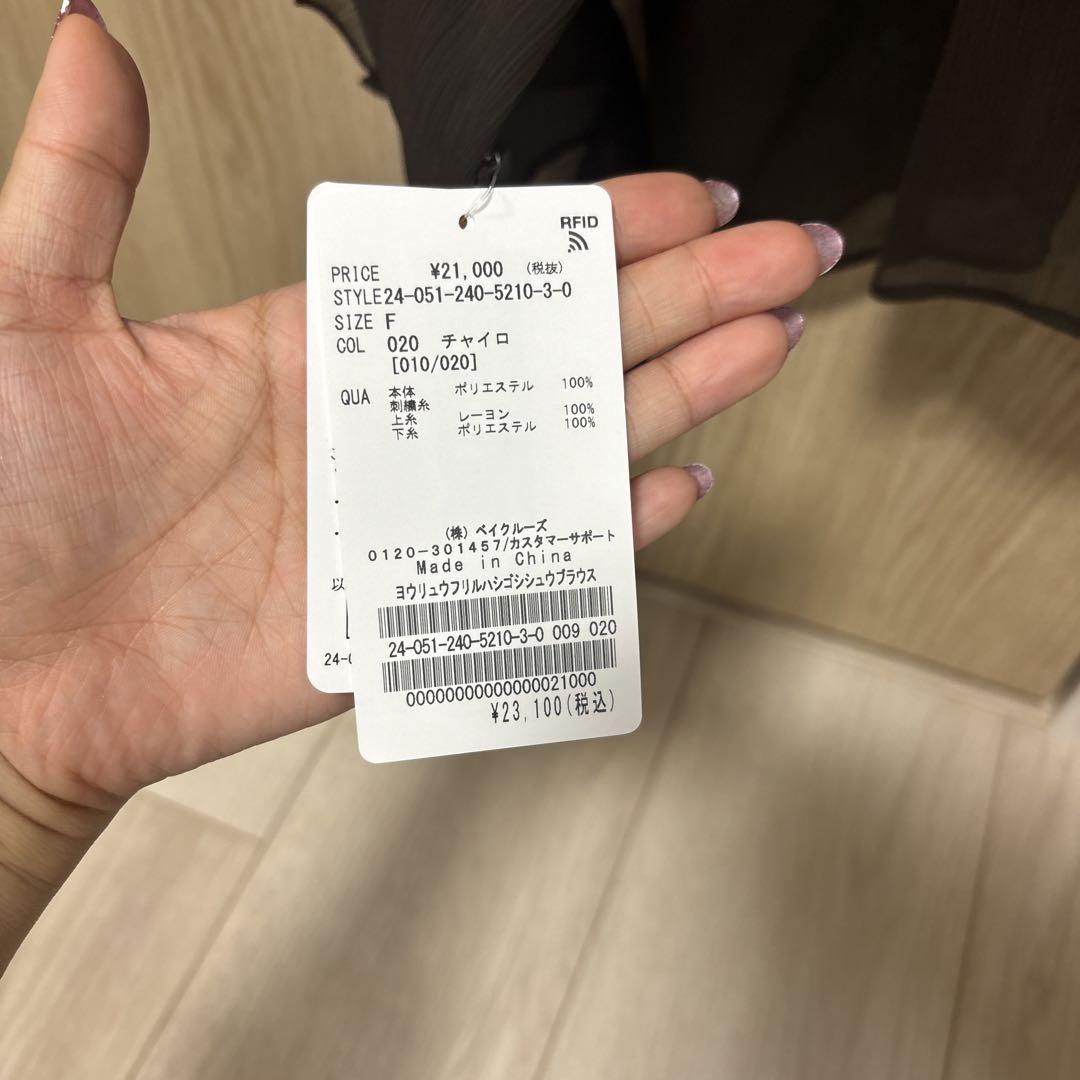 RFID
PRICE ¥21,000 (税抜)
STYLE24-051-240-5210-3-0
SIZE F
COL 020 チャイロ
[010/020]
QUA 本体 ポリエステル 100%
刺繍糸
上糸 レーヨン 100%
下糸 ポリエステル 100%
(株) ベイクルーズ
0120-301457/カスタマーサポート
Made in China
ヨウリュウフリルハシゴシシュウブラウス
24-051-240-5210-3-0 009 020
00000000000000021000
¥23,100(税込)
以
24-0